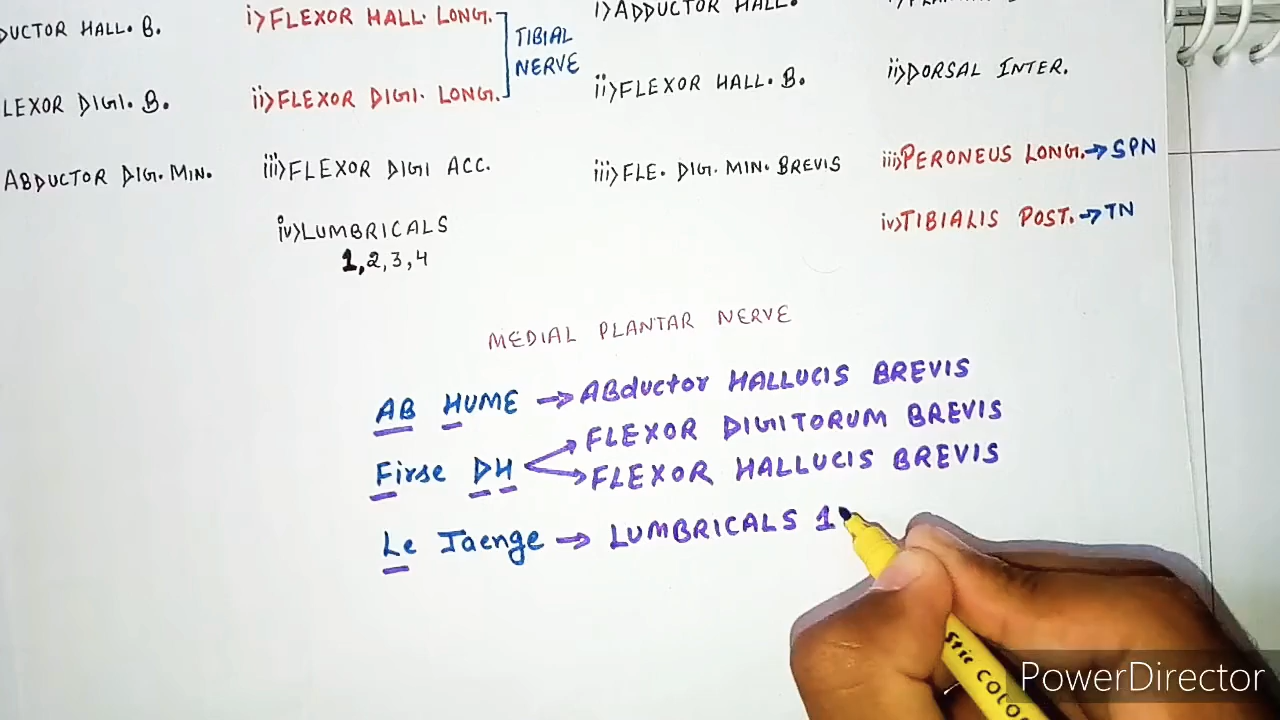 DUCTOR HALL. B.
LEXOR DIGI. B.
ABDUCTOR DIG. MIN.
i) FLEXOR HALL. LONG.
ii) FLEXOR DIGI. LONG.
TIBIAL
NERVE
iii) FLEXOR DIGI ACC.
iv) LUMBRICALS
1, 2, 3, 4
i) ADDUCTOR HALL.
ii) FLEXOR HALL. B.
iii) FLE. DIG. MIN. BREVIS
ii) DORSAL INTER.
iii) PERONEUS LONG. → SPN
iv) TIBIALIS POST. → TN
MEDIAL PLANTAR NERVE
AB HUME → ABductor HALLUCIS BREVIS
FLEXOR DIGITORUM BREVIS
Firse DH
FLEXOR HALLUCIS BREVIS
Le Jaenge → LUMBRICALS 1
Stic COLO
PowerDirector